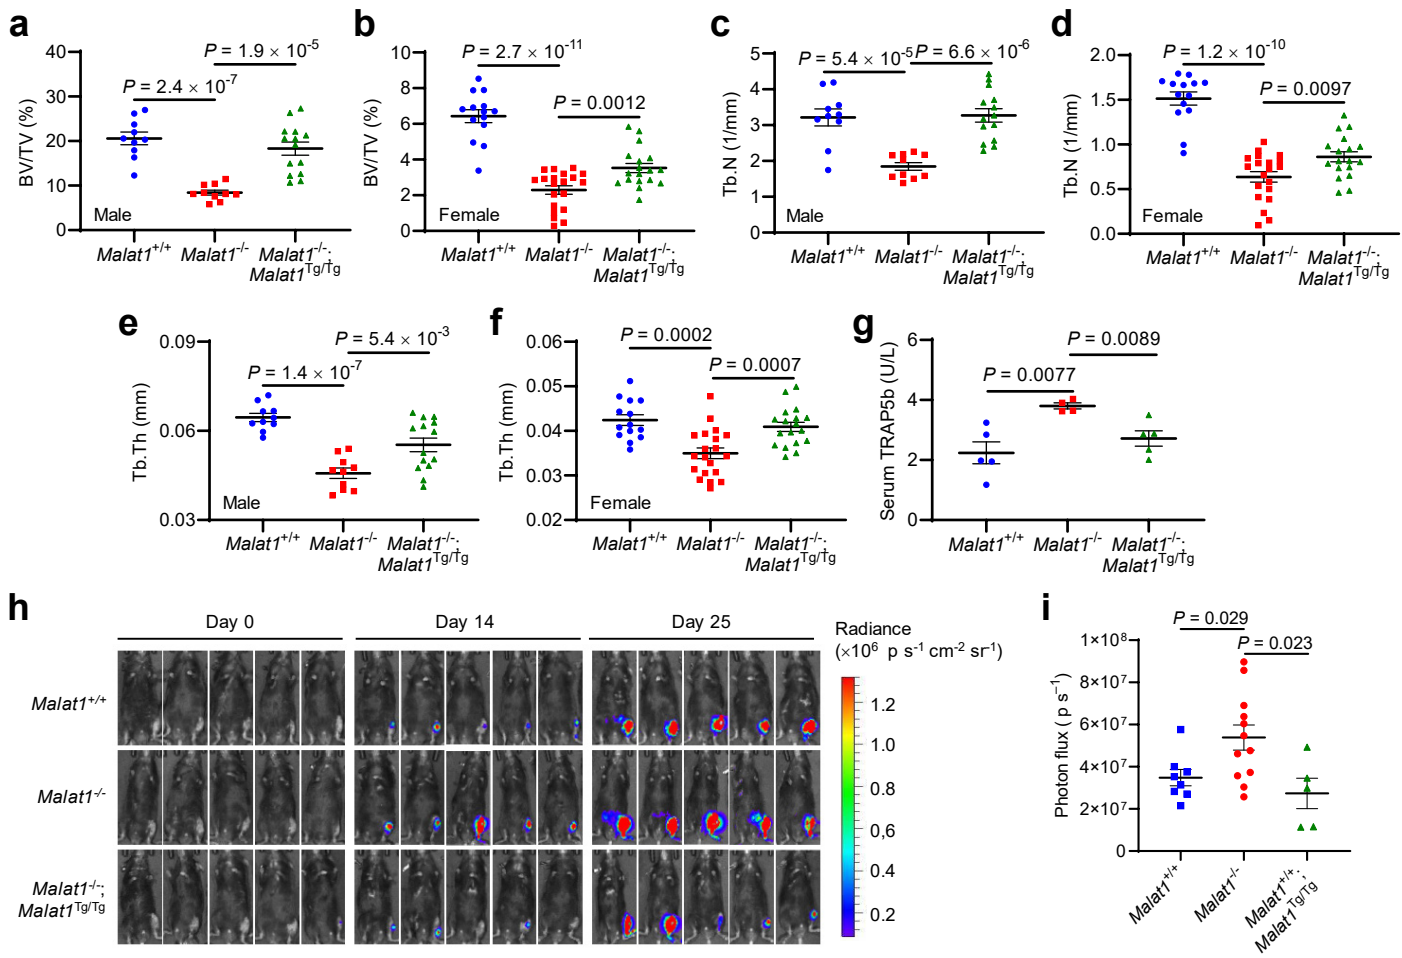 a
BV/TV (%)
40
30
20
10
0
P = 1.9 × 10-5
P = 2.4 × 10-7
Male
Malat1+/+
Malat1-/-
Malat1-/-;
Malat1Tg/Tg
b
BV/TV (%)
10
8
6
4
2
0
P = 2.7 × 10-11
P = 0.0012
Female
Malat1+/+
Malat1-/-
Malat1-/-;
Malat1Tg/Tg
c
Tb.N (1/mm)
5
4
3
2
1
0
P = 5.4 × 10-5
P = 6.6 × 10-6
Male
Malat1+/+
Malat1-/-
Malat1-/-;
Malat1Tg/Tg
d
Tb.N (1/mm)
2.0
1.5
1.0
0.5
0.0
P = 1.2 × 10-10
P = 0.0097
Female
Malat1+/+
Malat1-/-
Malat1-/-;
Malat1Tg/Tg
e
Tb.Th (mm)
0.09
0.06
0.03
P = 5.4 × 10-3
P = 1.4 × 10-7
Male
Malat1+/+
Malat1-/-
Malat1-/-;
Malat1Tg/Tg
f
Tb.Th (mm)
0.06
0.05
0.04
0.03
0.02
P = 0.0002
P = 0.0007
Female
Malat1+/+
Malat1-/-
Malat1-/-;
Malat1Tg/Tg
g
Serum TRAP5b (U/L)
6
4
2
0
P = 0.0089
P = 0.0077
Malat1+/+
Malat1-/-
Malat1-/-;
Malat1Tg/Tg
h
Day 0
Day 14
Day 25
Malat1+/+
Malat1-/-
Malat1-/-;
Malat1Tg/Tg
Radiance
(×10⁶ p s-1 cm-2 sr-1)
1.2
1.0
0.8
0,6
0.4
0.2
i
Photon flux ( p s−1)
1×10⁸
8×10⁷
6×10⁷
4×10⁷
2×10⁷
0
P = 0.029
P = 0.023
Malat1+/+
Malat1-/-
Malat1+/+;
Malat1Tg/Tg